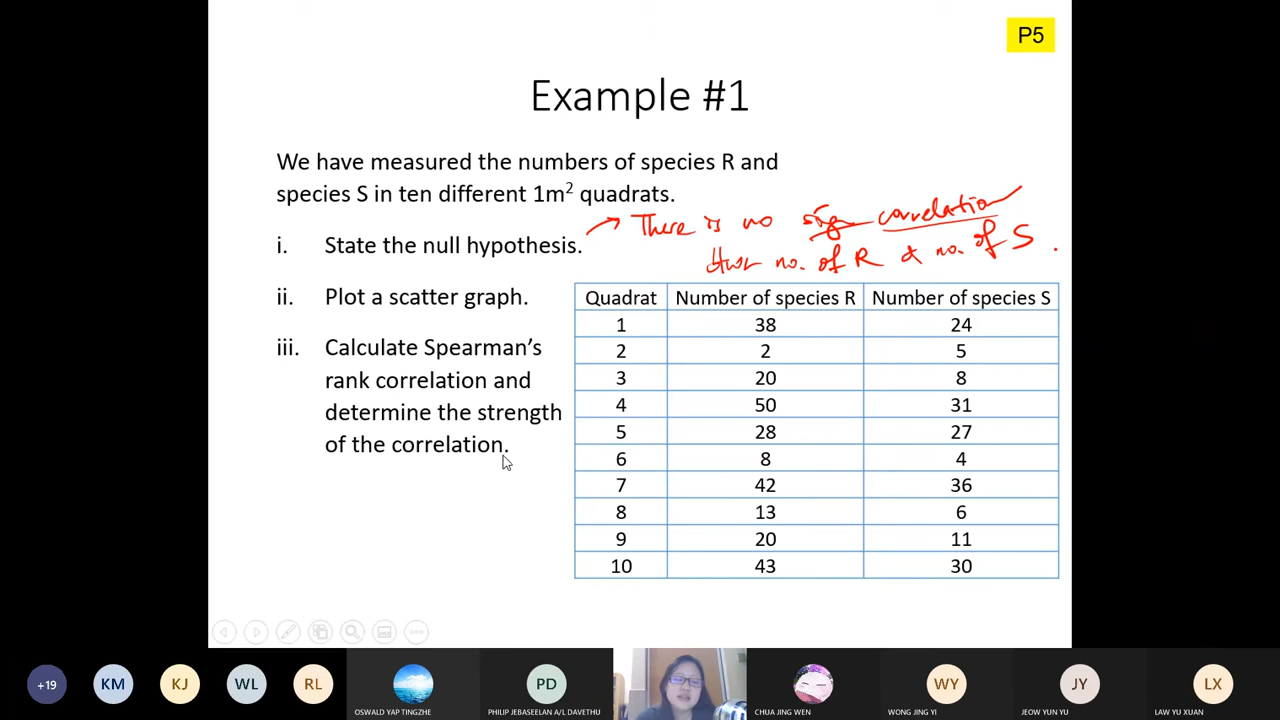 P5
Example #1
We have measured the numbers of species R and
species S in ten different 1m² quadrats.
There is no sig. correlation
i. State the null hypothesis.
btwn no. of R & no. of S.
ii. Plot a scatter graph.
iii. Calculate Spearman's
rank correlation and
determine the strength
of the correlation.
Quadrat Number of species R Number of species S
1 38 24
2 2 5
3 20 8
4 50 31
5 28 27
6 8 4
7 42 36
8 13 6
9 20 11
10 43 30
+19 KM KJ WL RL PD WY JY LX
OSWALD YAP TINGZHE PHILIP JEBASEELAN A/L DAVETHU CHUA JING WEN WONG JING YI JEOW YUN YU LAW YU XUAN